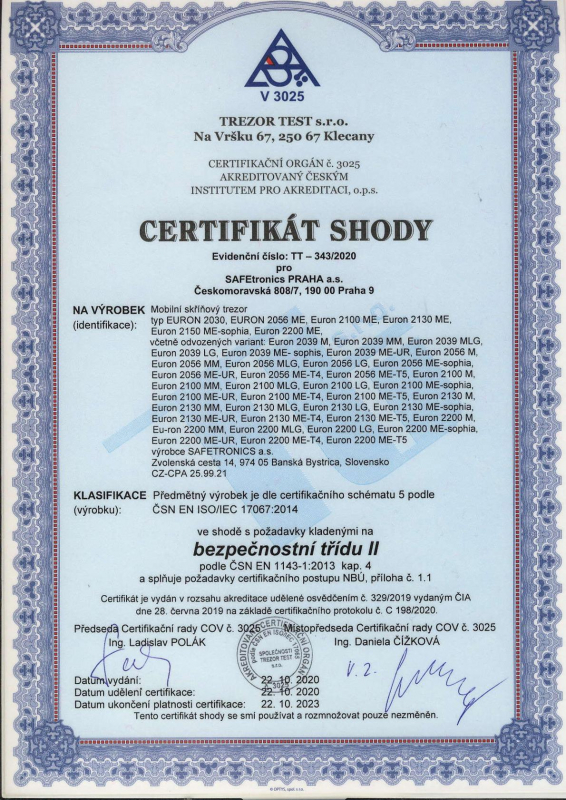 V 3025
TREZOR TEST s.r.o.
Na Vršku 67, 250 67 Klecany
CERTIFIKAČNÍ ORGÁN č. 3025
AKREDITOVANÝ ČESKÝM
INSTITUTEM PRO AKREDITACI, o.p.s.
CERTIFIKÁT SHODY
Evidenční číslo: TT – 343/2020
pro
SAFEtronics PRAHA a.s.
Českomoravská 808/7, 190 00 Praha 9
NA VÝROBEK Mobilní skříňový trezor
(identifikace): typ EURON 2030, EURON 2056 ME, Euron 2100 ME, Euron 2130 ME,
Euron 2150 ME-sophia, Euron 2200 ME,
včetně odvozených variant: Euron 2039 M, Euron 2039 MM, Euron 2039 MLG,
Euron 2039 LG, Euron 2039 ME- sophis, Euron 2039 ME-UR, Euron 2056 M,
Euron 2056 MM, Euron 2056 MLG, Euron 2056 LG, Euron 2056 ME-sophia,
Euron 2056 ME-UR, Euron 2056 ME-T4, Euron 2056 ME-T5, Euron 2100 M,
Euron 2100 MM, Euron 2100 MLG, Euron 2100 LG, Euron 2100 ME-sophia,
Euron 2100 ME-UR, Euron 2100 ME-T4, Euron 2100 ME-T5, Euron 2130 M,
Euron 2130 MM, Euron 2130 MLG, Euron 2130 LG, Euron 2130 ME-sophia,
Euron 2130 ME-UR, Euron 2130 ME-T4, Euron 2130 ME-T5, Euron 2200 M,
Eu-ron 2200 MM, Euron 2200 MLG, Euron 2200 LG, Euron 2200 ME-sophia,
Euron 2200 ME-UR, Euron 2200 ME-T4, Euron 2200 ME-T5
výrobce SAFETRONICS a.s.
Zvolenská cesta 14, 974 05 Banská Bystrica, Slovensko
CZ-CPA 25.99.21
KLASIFIKACE Předmětný výrobek je dle certifikačního schématu 5 podle
(výrobku): ČSN EN ISO/IEC 17067:2014
ve shodě s požadavky kladenými na
bezpečnostní třídu II
podle ČSN EN 1143-1:2013 kap. 4
a splňuje požadavky certifikačního postupu NBÚ, příloha č. 1.1
Certifikát je vydán v rozsahu akreditace udělené osvědčením č. 329/2019 vydaným ČIA
dne 28. června 2019 na základě certifikačního protokolu č. C 198/2020.
Předseda Certifikační rady COV č. 3025 Místopředseda Certifikační rady COV č. 3025
Ing. Ladislav POLÁK Ing. Daniela ČÍŽKOVÁ
AKREDITOVANÝ CERTIFIKAČNÍ ORGÁN
SPOLEČNOSTI
TREZOR TEST
s.r.o.
č. 3025
v. z.
Datum vydání: 22. 10. 2020
Datum udělení certifikace: 22. 10. 2020
Datum ukončení platnosti certifikace: 22. 10. 2023
Tento certifikát shody se smí používat a rozmnožovat pouze nezměněn.